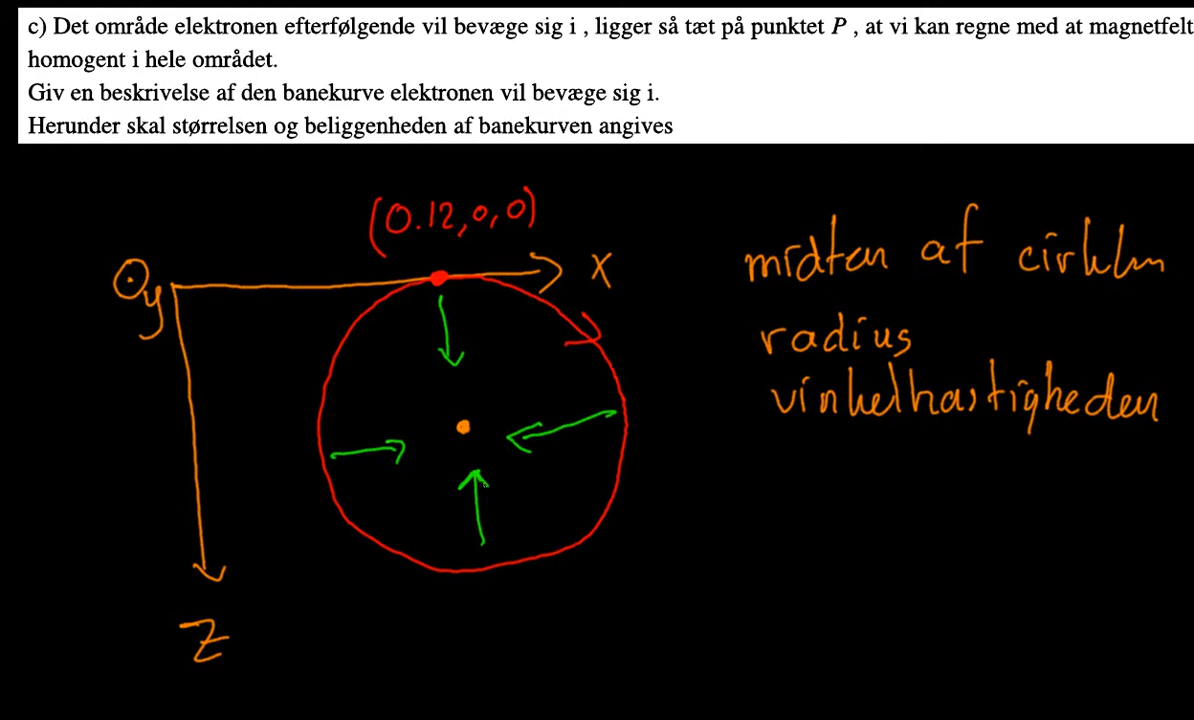 c) Det område elektronen efterfølgende vil bevæge sig i , ligger så tæt på punktet P , at vi kan regne med at magnetfelt
homogent i hele området.
Giv en beskrivelse af den banekurve elektronen vil bevæge sig i.
Herunder skal størrelsen og beliggenheden af banekurven angives
(0.12,0,0)
y
x
z
midten af cirklen
radius
vinkelhastigheden